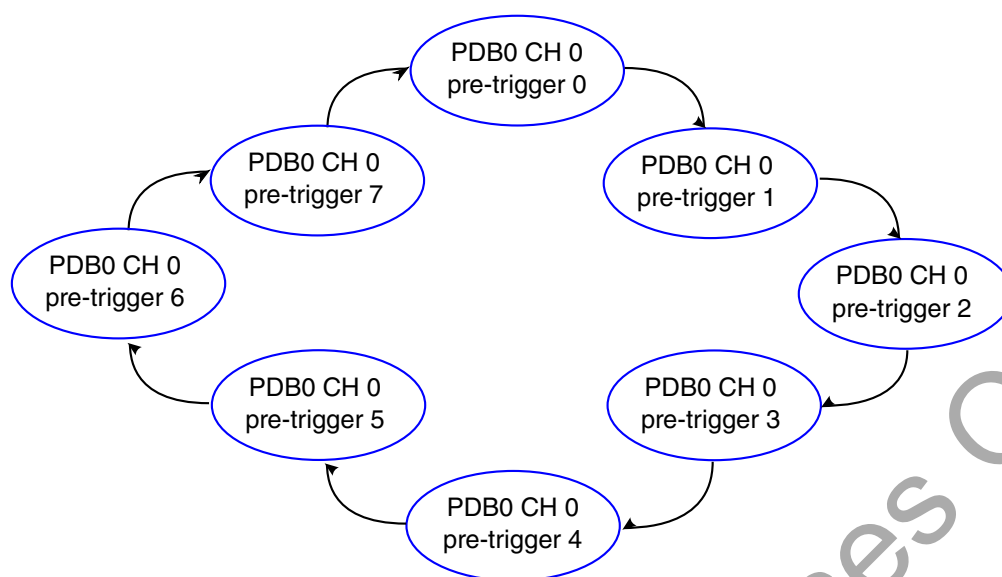 PDB0 CH 0
pre-trigger 0
PDB0 CH 0
pre-trigger 7
PDB0 CH 0
pre-trigger 1
PDB0 CH 0
pre-trigger 6
PDB0 CH 0
pre-trigger 2
PDB0 CH 0
pre-trigger 5
PDB0 CH 0
pre-trigger 3
PDB0 CH 0
pre-trigger 4